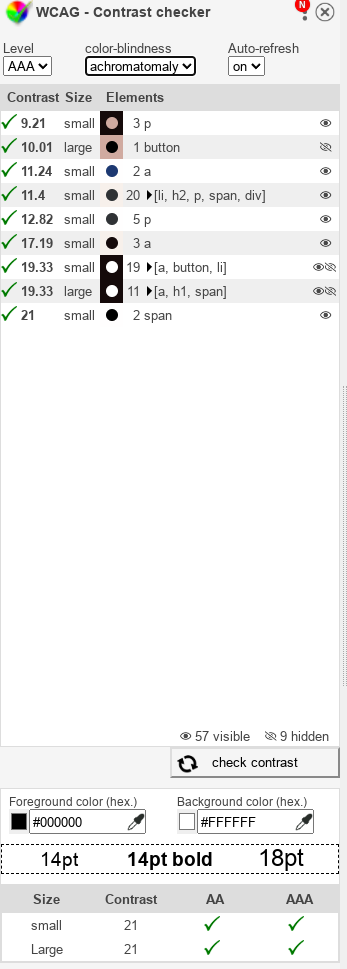 WCAG - Contrast checker
N
Level color-blindness Auto-refresh
AAA achromatomaly on
Contrast Size Elements
9.21 small 3 p
10.01 large 1 button
11.24 small 2 a
11.4 small 20 [li, h2, p, span, div]
12.82 small 5 p
17.19 small 3 a
19.33 small 19 [a, button, li]
19.33 large 11 [a, h1, span]
21 small 2 span
57 visible 9 hidden
check contrast
Foreground color (hex.) Background color (hex.)
#000000 #FFFFFF
14pt 14pt bold 18pt
Size Contrast AA AAA
small 21
Large 21